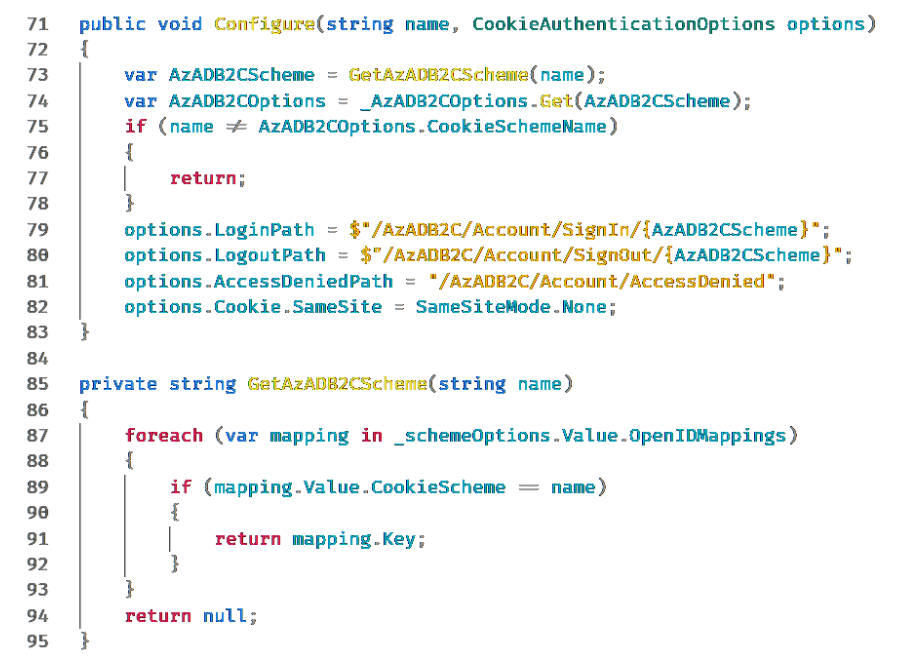 71 public void Configure(string name, CookieAuthenticationOptions options)
72 {
73 var AzADB2CScheme = GetAzADB2CScheme(name);
74 var AzADB2COptions = _AzADB2COptions.Get(AzADB2CScheme);
75 if (name ≠ AzADB2COptions.CookieSchemeName)
76 {
77 return;
78 }
79 options.LoginPath = $"/AzADB2C/Account/SignIn/{AzADB2CScheme}";
80 options.LogoutPath = $"/AzADB2C/Account/SignOut/{AzADB2CScheme}";
81 options.AccessDeniedPath = "/AzADB2C/Account/AccessDenied";
82 options.Cookie.SameSite = SameSiteMode.None;
83 }
84
85 private string GetAzADB2CScheme(string name)
86 {
87 foreach (var mapping in _schemeOptions.Value.OpenIDMappings)
88 {
89 if (mapping.Value.CookieScheme == name)
90 {
91 return mapping.Key;
92 }
93 }
94 return null;
95 }